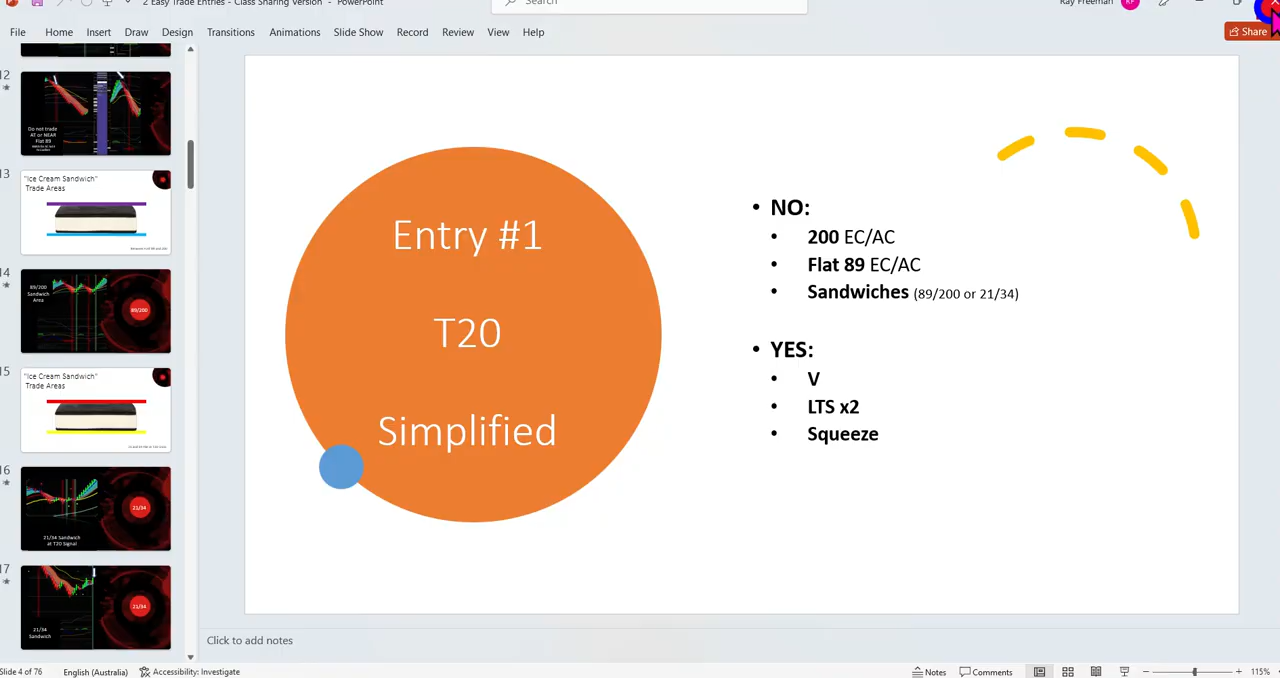 2 Easy Trade Entries - Class Sharing Version - PowerPoint
Search
Ray Freeman
RF
File Home Insert Draw Design Transitions Animations Slide Show Record Review View Help
Share
12
Do not trade
AT or NEAR
Flat 89
13
"Ice Cream Sandwich"
Trade Areas
14
89/200
Sandwich
Area
89/200
15
"Ice Cream Sandwich"
Trade Areas
16
21/34
21/34 Sandwich
at T20 Signal
17
21/34
21/34
Sandwich
Entry #1
T20
Simplified
• NO:
• 200 EC/AC
• Flat 89 EC/AC
• Sandwiches (89/200 or 21/34)
• YES:
• V
• LTS x2
• Squeeze
Click to add notes
Slide 4 of 76 English (Australia) Accessibility: Investigate Notes Comments 115%